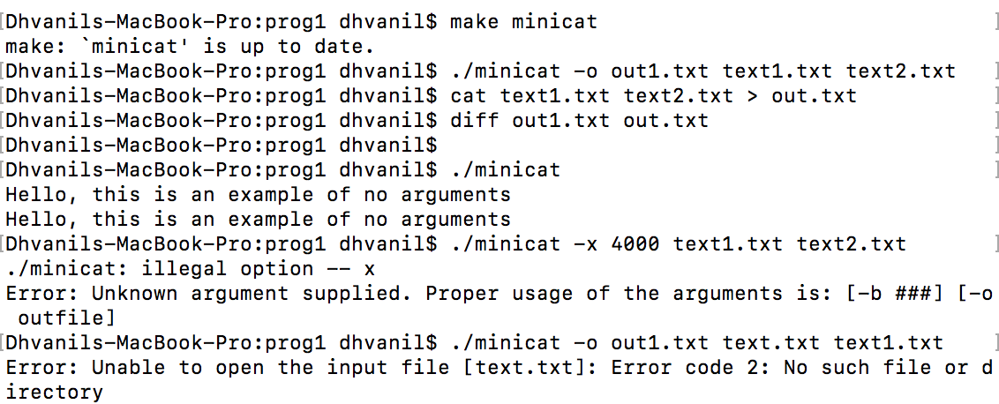 [Dhvanils-MacBook-Pro:prog1 dhvanil$ make minicat ]
make: `minicat' is up to date.
[Dhvanils-MacBook-Pro:prog1 dhvanil$ ./minicat -o out1.txt text1.txt text2.txt ]
[Dhvanils-MacBook-Pro:prog1 dhvanil$ cat text1.txt text2.txt > out.txt ]
[Dhvanils-MacBook-Pro:prog1 dhvanil$ diff out1.txt out.txt ]
[Dhvanils-MacBook-Pro:prog1 dhvanil$ ]
[Dhvanils-MacBook-Pro:prog1 dhvanil$ ./minicat ]
Hello, this is an example of no arguments
Hello, this is an example of no arguments
[Dhvanils-MacBook-Pro:prog1 dhvanil$ ./minicat -x 4000 text1.txt text2.txt ]
./minicat: illegal option -- x
Error: Unknown argument supplied. Proper usage of the arguments is: [-b ###] [-o
 outfile]
[Dhvanils-MacBook-Pro:prog1 dhvanil$ ./minicat -o out1.txt text.txt text1.txt ]
Error: Unable to open the input file [text.txt]: Error code 2: No such file or d
irectory